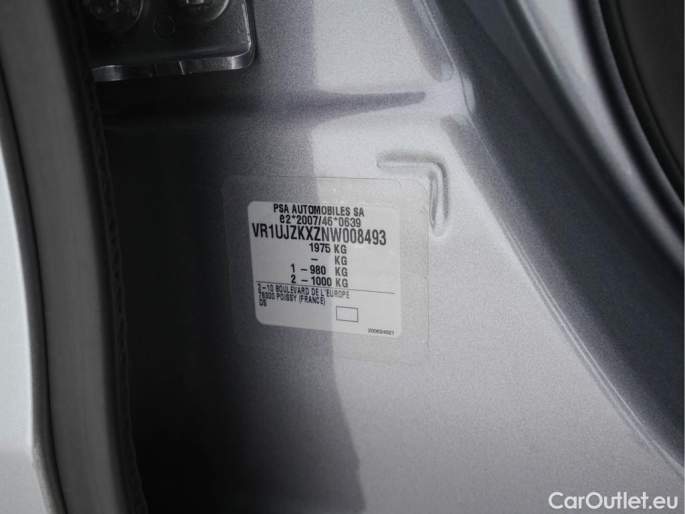 PSA AUTOMOBILES SA
e2*2007/46*0639
VR1UJZKXZNW008493
1975 KG
- KG
1 - 980 KG
2 - 1000 KG
2-10 BOULEVARD DE L'EUROPE
78300 POISSY (FRANCE)
DS
CarOutlet.eu